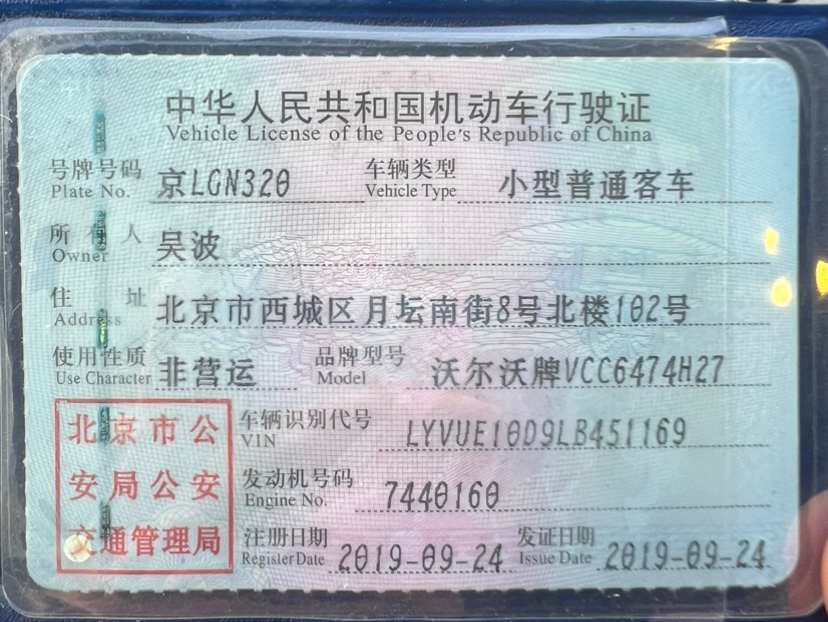 中华人民共和国机动车行驶证
Vehicle License of the People's Republic of China
号牌号码 京LGN320 车辆类型 小型普通客车
Plate No. Vehicle Type
所有人 吴波
Owner
住址 北京市西城区月坛南街8号北楼102号
Address
使用性质 非营运 品牌型号 沃尔沃牌VCC6474H27
Use Character Model
北京市公
安局公安
交通管理局
车辆识别代号 LYVUE10D9LB451169
VIN
发动机号码 7440160
Engine No.
注册日期 2019-09-24 发证日期 2019-09-24
Register Date Issue Date